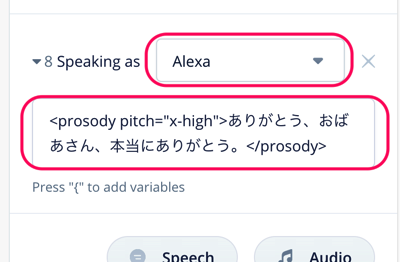 8 Speaking as
Alexa
<prosody pitch="x-high">ありがとう、おば
あさん、本当にありがとう。</prosody>
Press "{" to add variables
Speech
Audio